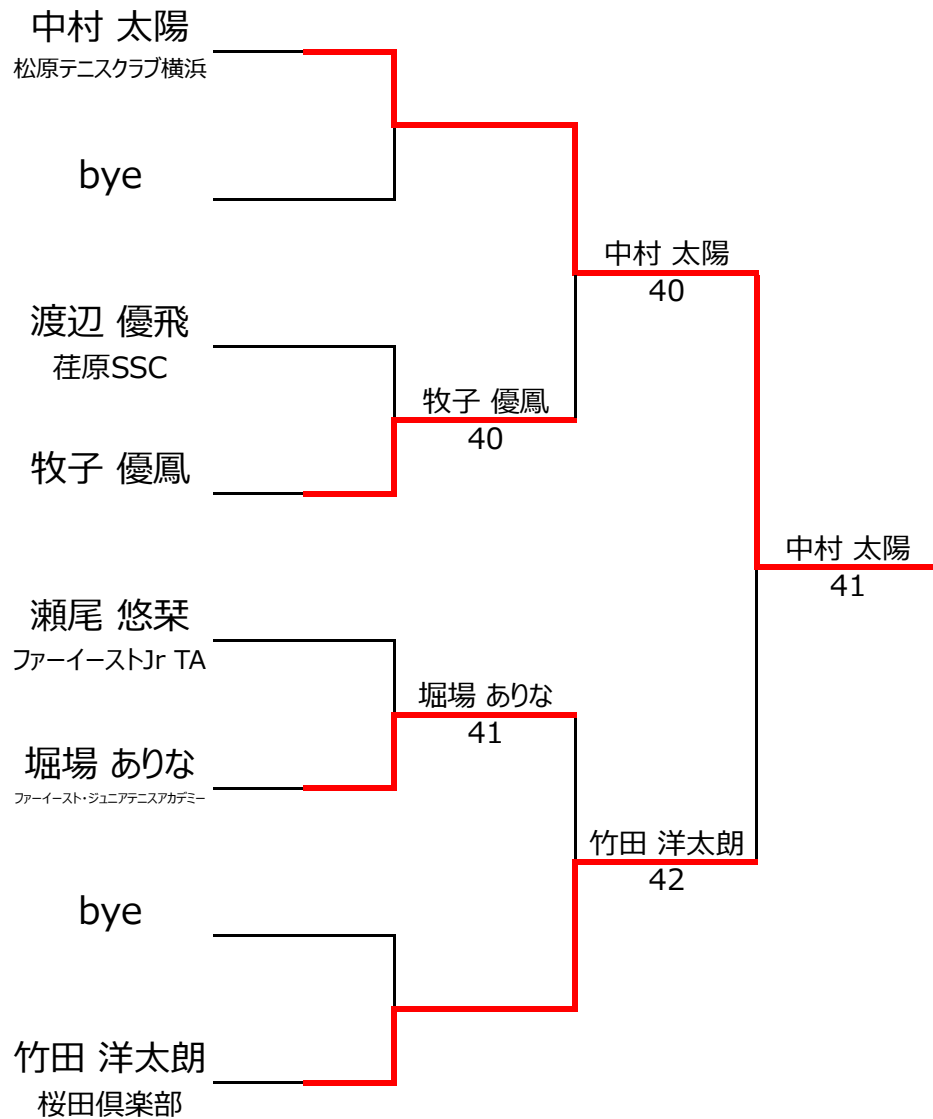 中村 太陽
松原テニスクラブ横浜
bye
中村 太陽
40
渡辺 優飛
荏原SSC
牧子 優鳳
40
牧子 優鳳
中村 太陽
41
瀬尾 悠栞
ファーイーストJr TA
堀場 ありな
41
堀場 ありな
ファーイースト・ジュニアテニスアカデミー
竹田 洋太朗
42
bye
竹田 洋太朗
桜田倶楽部